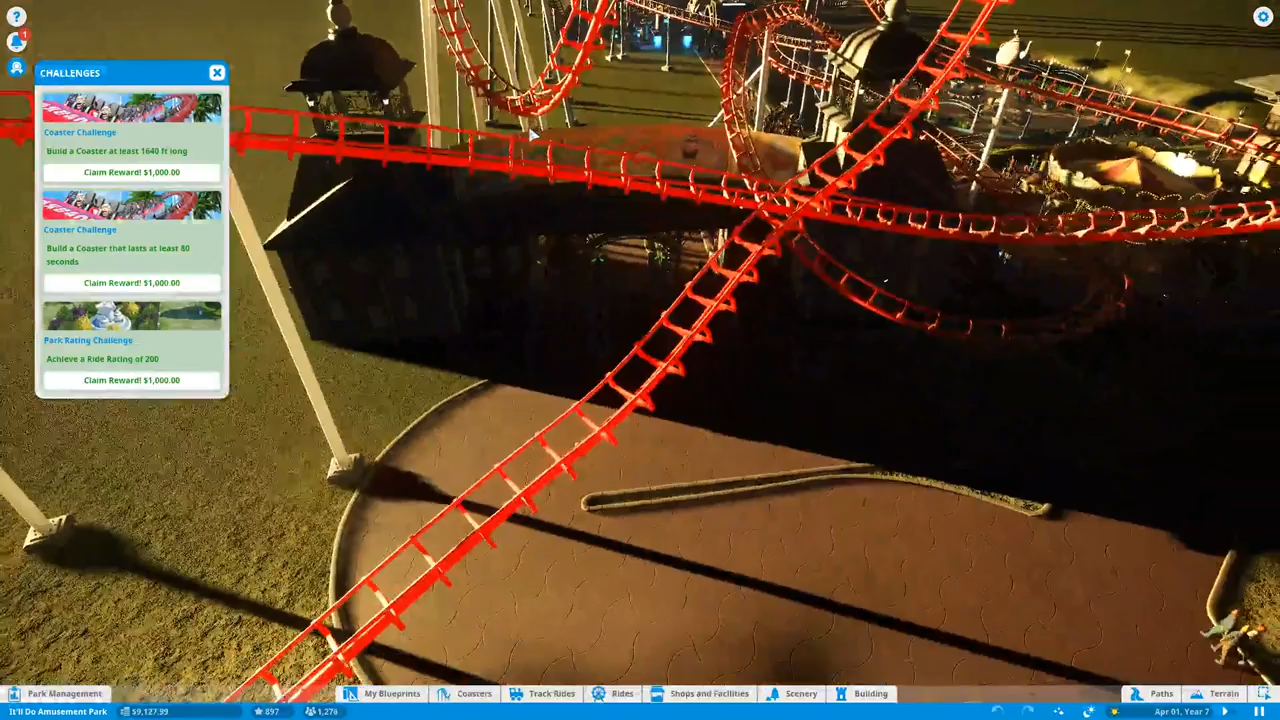 ?
1
CHALLENGES
Coaster Challenge
Build a Coaster at least 1640 ft long
Claim Reward! $1,000.00
Coaster Challenge
Build a Coaster that lasts at least 80
seconds
Claim Reward! $1,000.00
Park Rating Challenge
Achieve a Ride Rating of 200
Claim Reward! $1,000.00
Park Management
My Blueprints
Coasters
Track Rides
Rides
Shops and Facilities
Scenery
Building
Paths
Terrain
It'll Do Amusement Park
$9,127.99
897
1,276
Apr 01, Year 7